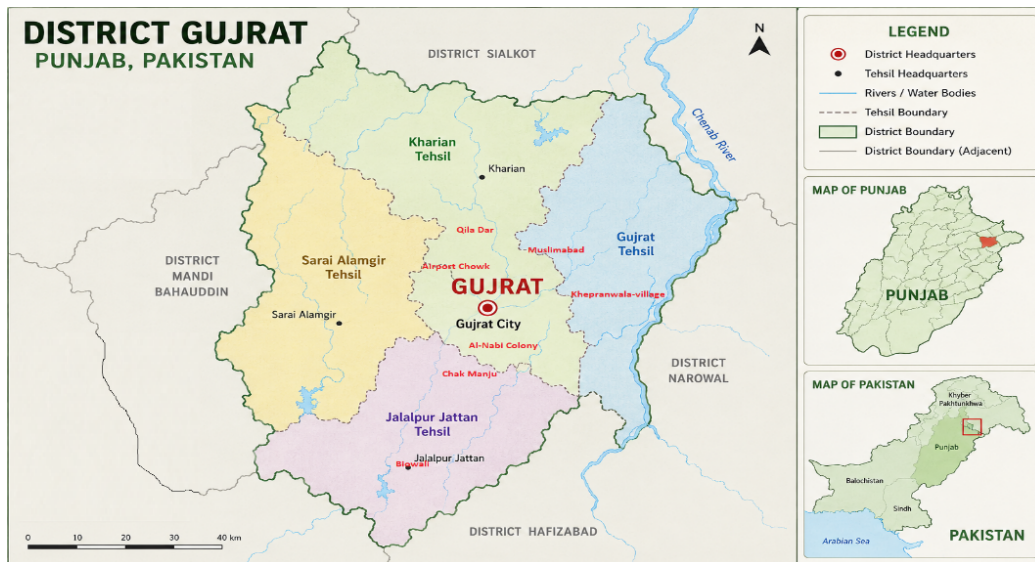 DISTRICT GUJRAT
PUNJAB, PAKISTAN
DISTRICT SIALKOT
N
Chenab River
Kharian
Tehsil
Kharian
Qila Dar
Muslimabad
Gujrat
Tehsil
Sarai Alamgir
Tehsil
Airport Chowk
DISTRICT
MANDI
BAHAUDDIN
GUJRAT
Khepranwala-village
Gujrat City
Sarai Alamgir
Al-Nabi Colony
Chak Manju
DISTRICT
NAROWAL
Jalalpur Jattan
Tehsil
Jalalpur Jattan
Blowali
DISTRICT HAFIZABAD
0 10 20 30 40 km
LEGEND
District Headquarters
Tehsil Headquarters
Rivers / Water Bodies
Tehsil Boundary
District Boundary
District Boundary (Adjacent)
MAP OF PUNJAB
PUNJAB
MAP OF PAKISTAN
Khyber
Pakhtunkhwa
Punjab
Balochistan
Sindh
Arabian Sea
PAKISTAN